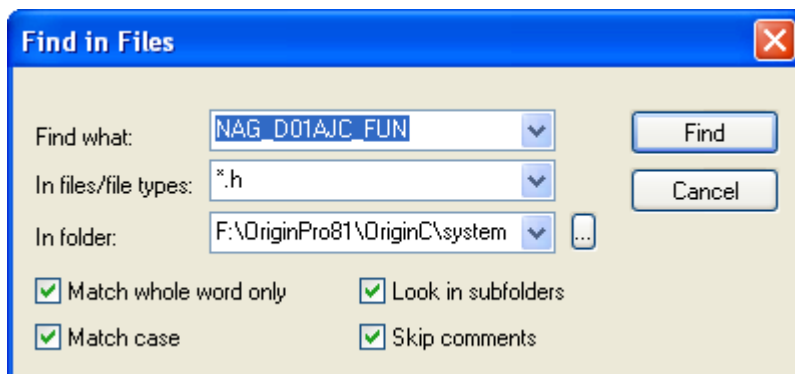 Find in Files
Find what: NAG_D01AJC_FUN Find
In files/file types: *.h Cancel
In folder: F:\OriginPro81\OriginC\system ...
Match whole word only Look in subfolders
Match case Skip comments